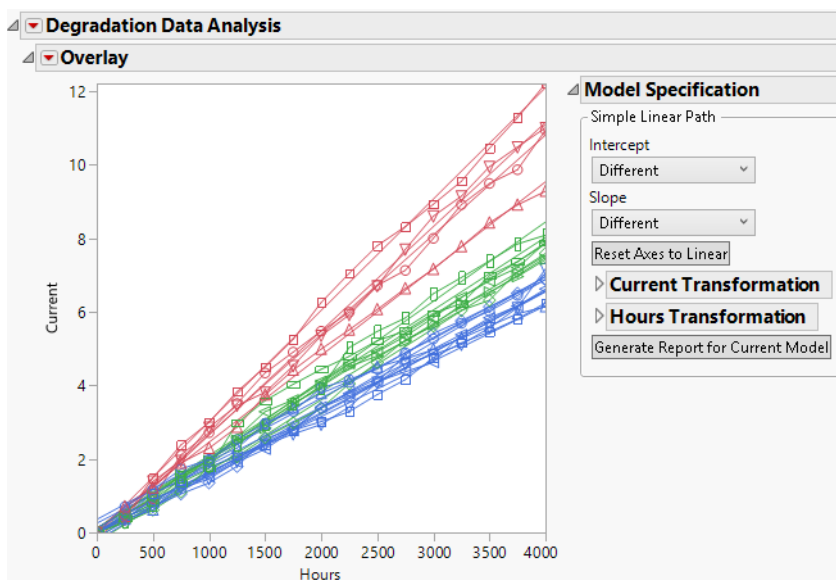 Degradation Data Analysis
Overlay
12
10
8
6
4
2
0
Current
0 500 1000 1500 2000 2500 3000 3500 4000
Hours
Model Specification
Simple Linear Path
Intercept
Different
Slope
Different
Reset Axes to Linear
Current Transformation
Hours Transformation
Generate Report for Current Model